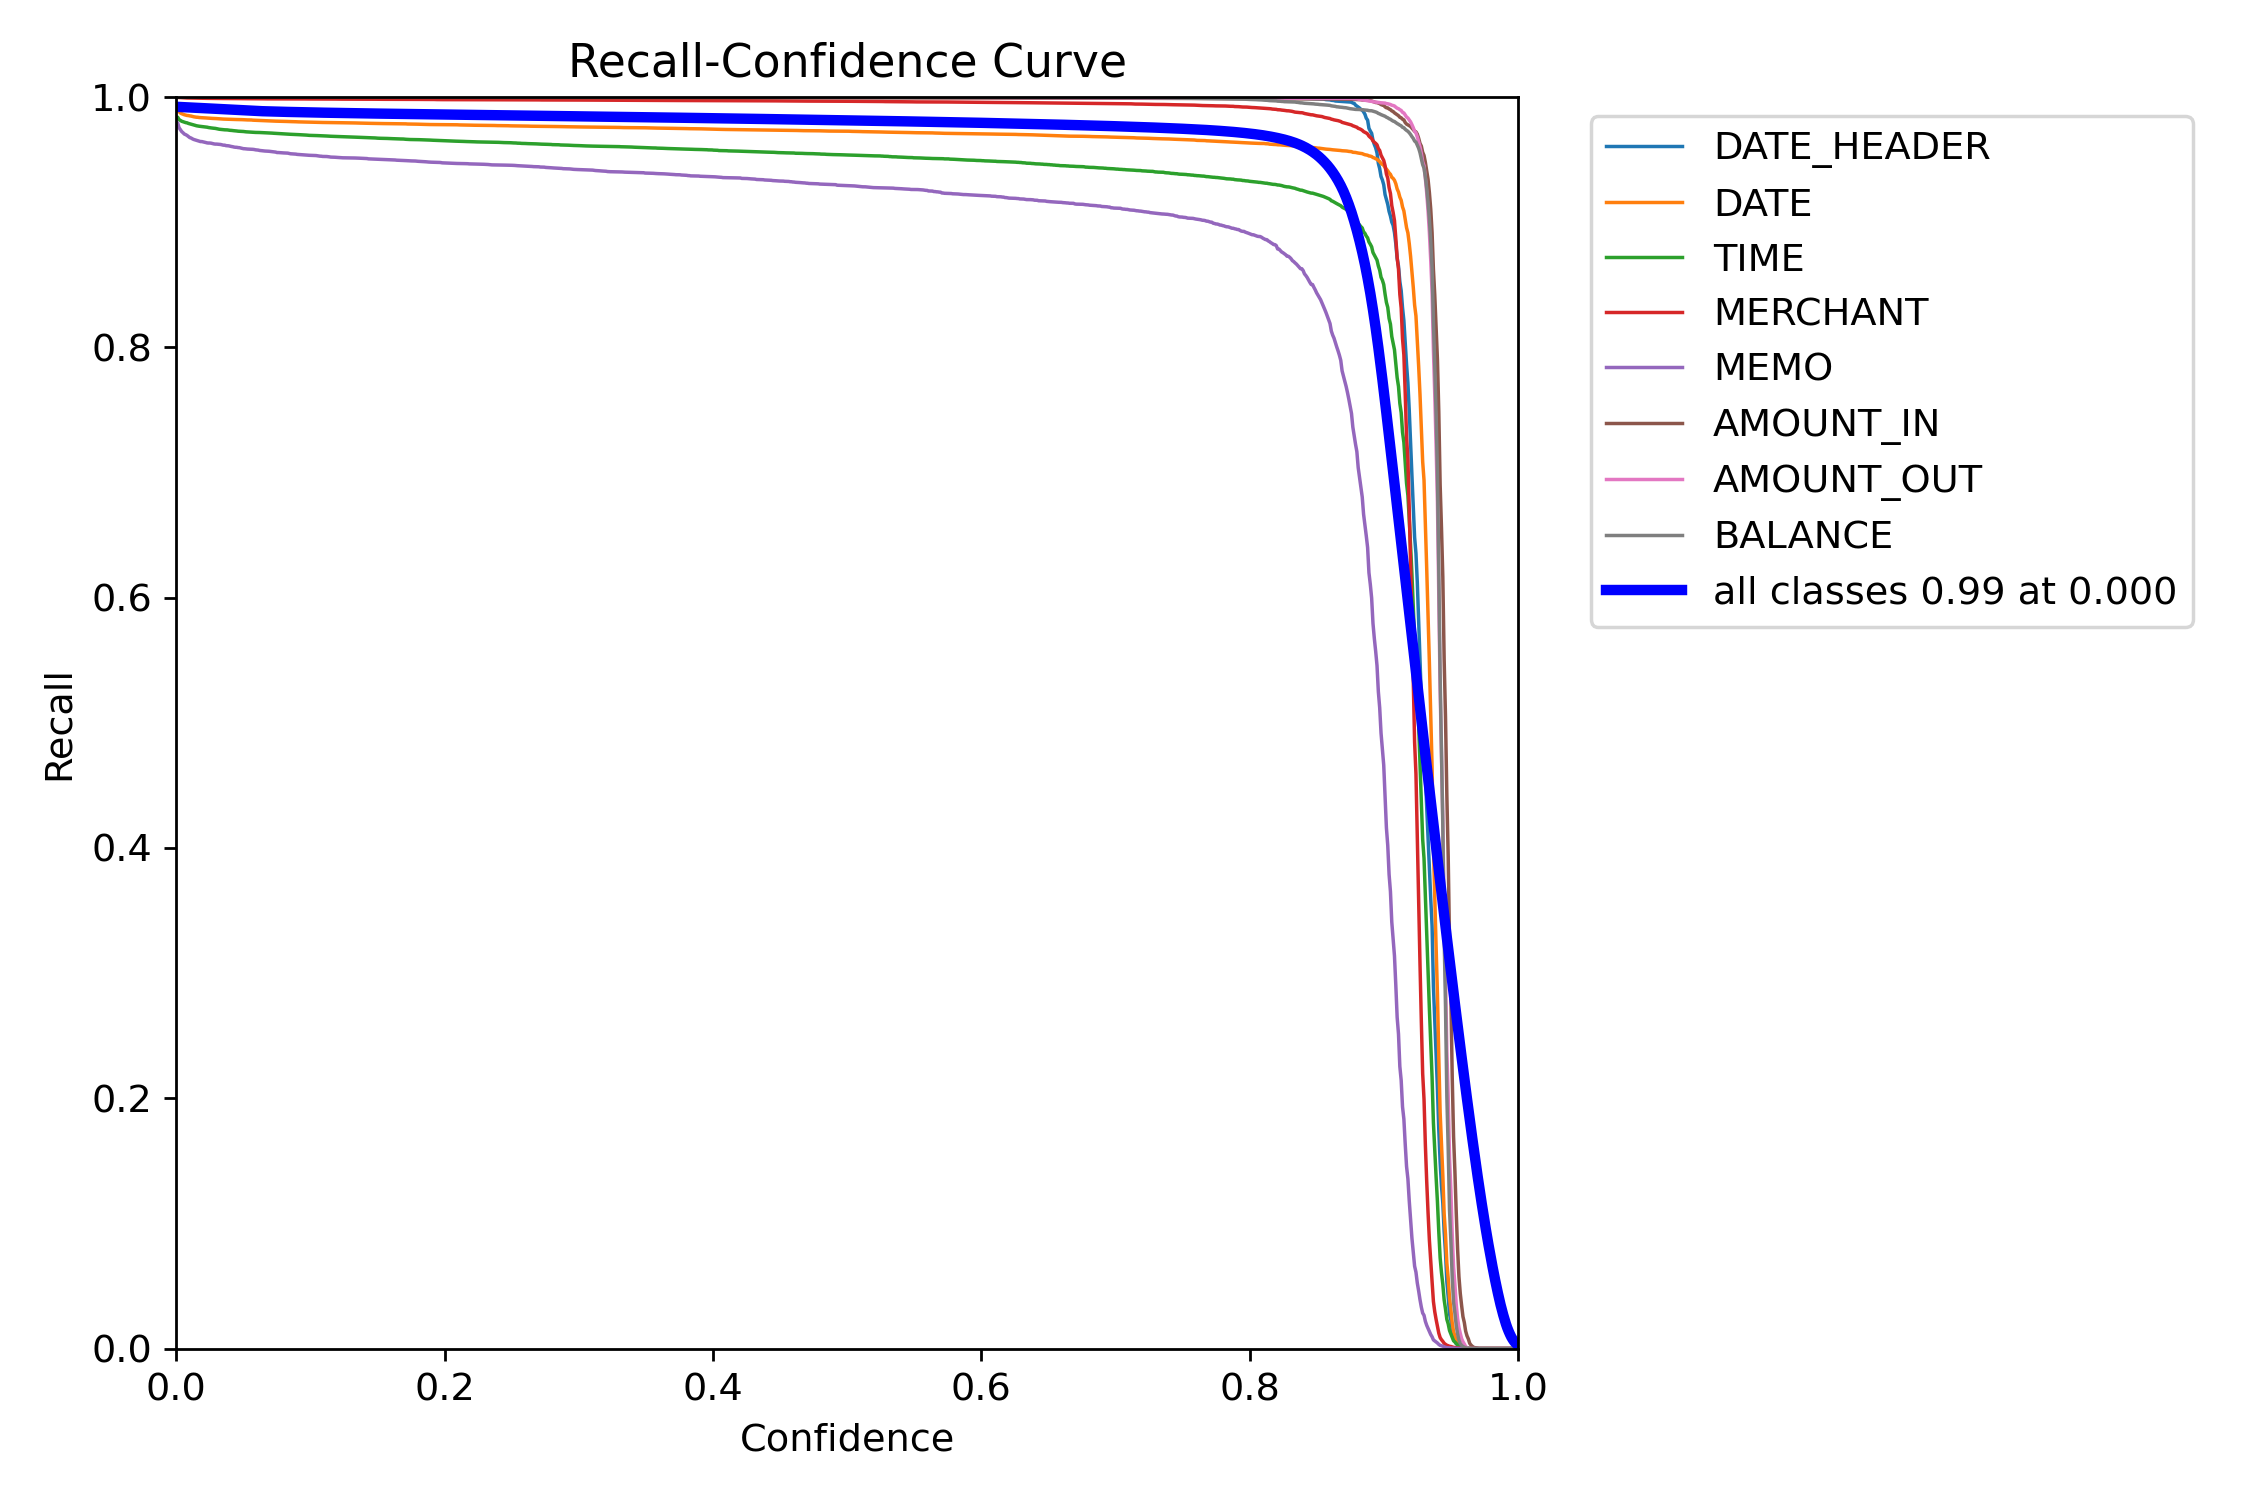 Recall-Confidence Curve
1.0
0.8
0.6
0.4
0.2
0.0
Recall
0.0 0.2 0.4 0.6 0.8 1.0
Confidence
DATE_HEADER
DATE
TIME
MERCHANT
MEMO
AMOUNT_IN
AMOUNT_OUT
BALANCE
all classes 0.99 at 0.000